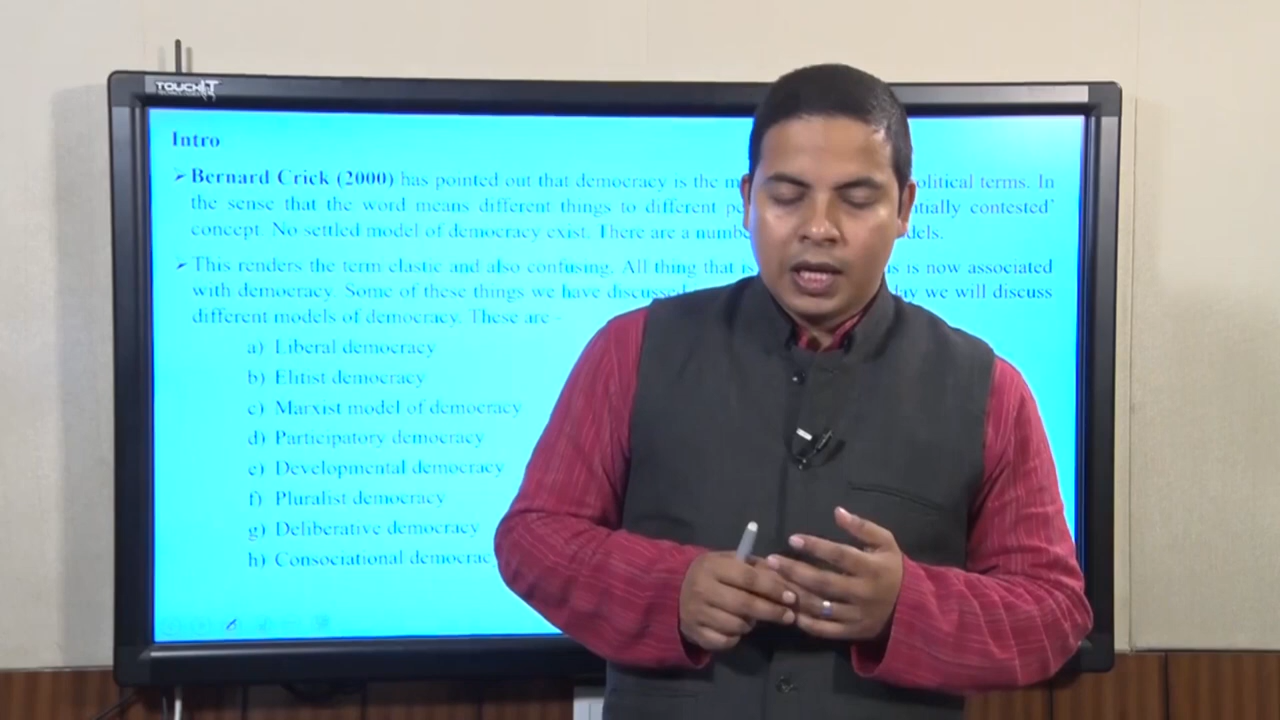 TOUCHIT
Intro
➢Bernard Crick (2000) has pointed out that democracy is the political terms. In
the sense that the word means different things to different contested'
concept. No settled model of democracy exist. There are a
➢ This renders the term elastic and also confusing. All thing that is is now associated
with democracy. Some of these things we have discussed we will discuss
different models of democracy. These are -
a) Liberal democracy
b) Elitist democracy
c) Marxist model of democracy
d) Participatory democracy
e) Developmental democracy
f) Pluralist democracy
g) Deliberative democracy
h) Consociational